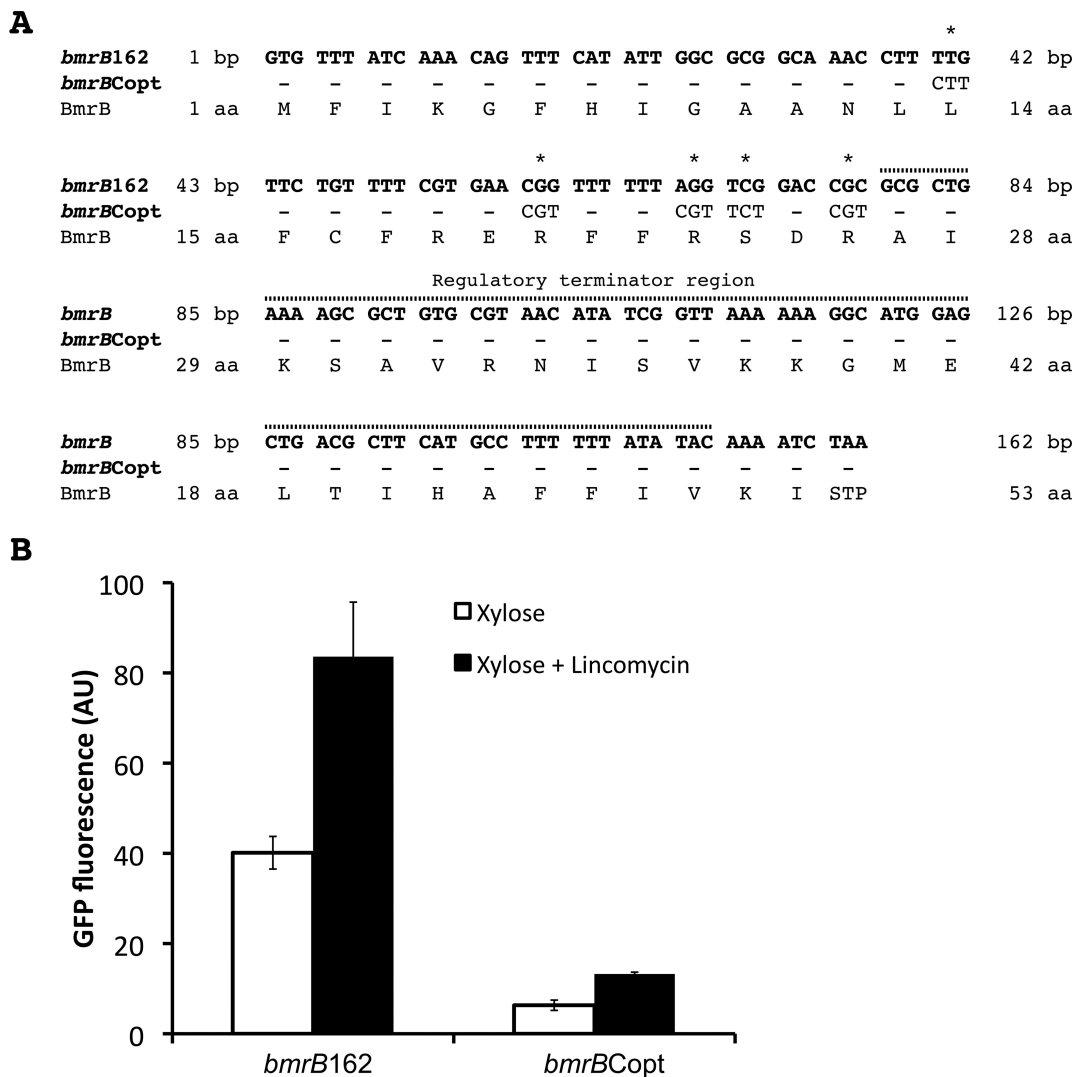 A
*
bmrB162 1 bp GTG TTT ATC AAA CAG TTT CAT ATT GGC GCG GCA AAC CTT TTG 42 bp
bmrBCopt – – – – – – – – – – – – – CTT
BmrB 1 aa M F I K G F H I G A A N L L 14 aa
* * * *
bmrB162 43 bp TTC TGT TTT CGT GAA CGG TTT TTT AGG TCG GAC CGC GCG CTG 84 bp
bmrBCopt – – – – – CGT – – CGT TCT – CGT – –
BmrB 15 aa F C F R E R F F R S D R A I 28 aa
Regulatory terminator region
bmrB 85 bp AAA AGC GCT GTG CGT AAC ATA TCG GTT AAA AAA GGC ATG GAG 126 bp
bmrBCopt – – – – – – – – – – – – – –
BmrB 29 aa K S A V R N I S V K K G M E 42 aa
bmrB 85 bp CTG ACG CTT CAT GCC TTT TTT ATA TAC AAA ATC TAA 162 bp
bmrBCopt – – – – – – – – – – – –
BmrB 18 aa L T I H A F F I V K I STP 53 aa
B
100
80
60
40
20
0
GFP fluorescence (AU)
Xylose
Xylose + Lincomycin
bmrB162 bmrBCopt